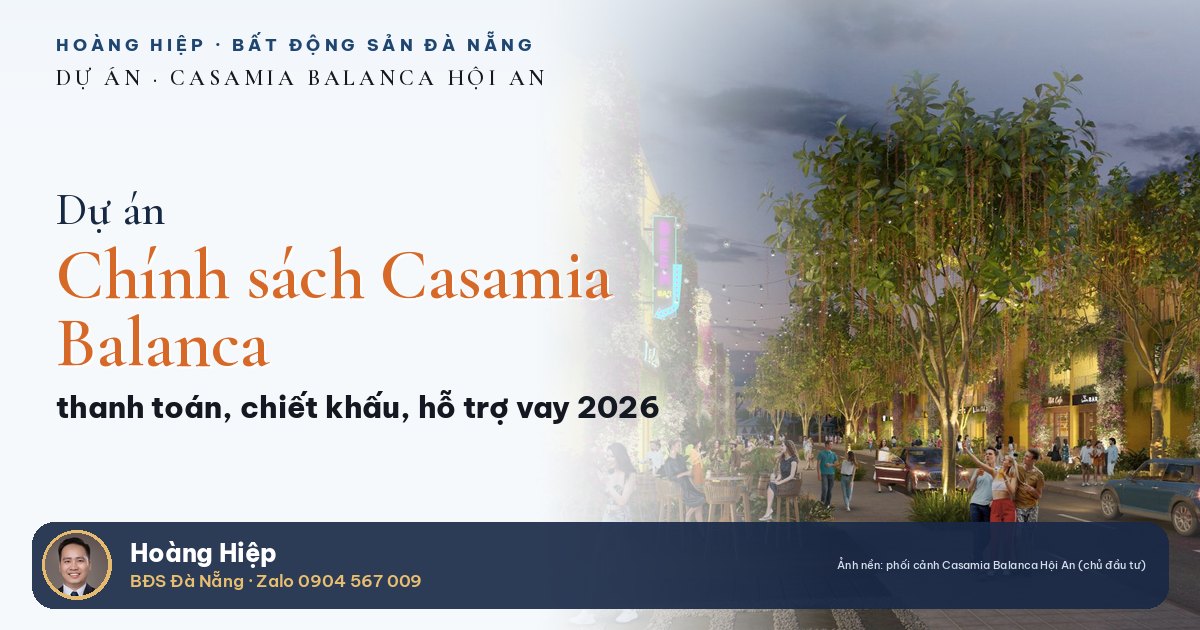 HOÀNG HIỆP · BẤT ĐỘNG SẢN ĐÀ NẴNG
DỰ ÁN · CASAMIA BALANCA HỘI AN
Dự án
Chính sách Casamia
Balanca
thanh toán, chiết khấu, hỗ trợ vay 2026
Hoàng Hiệp
BĐS Đà Nẵng · Zalo 0904 567 009
Ảnh nền: phối cảnh Casamia Balanca Hội An (chủ đầu tư)